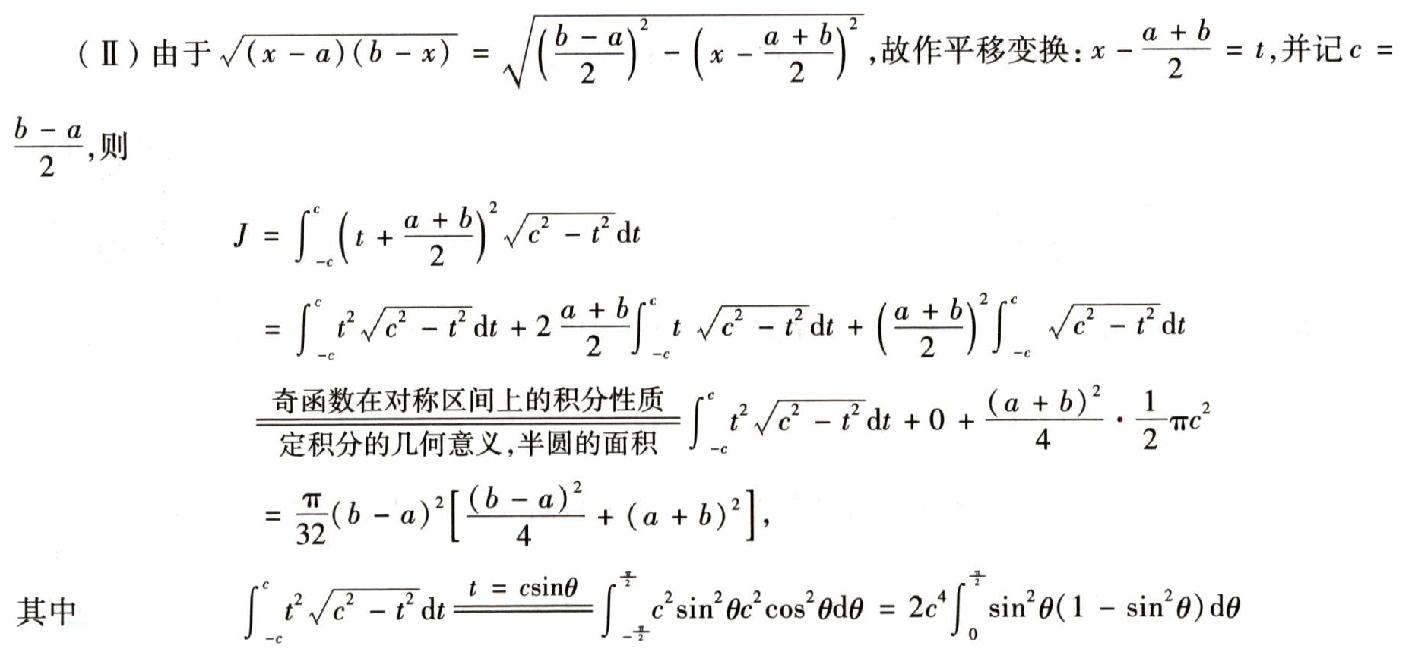 (Ⅱ)由于 $\sqrt{(x-a)(b-x)} = \sqrt{\left(\frac{b-a}{2}\right)^2 - \left(x - \frac{a+b}{2}\right)^2}$,故作平移变换:$x - \frac{a+b}{2} = t$,并记 $c =$
$\frac{b-a}{2}$,则
$J = \int_{-c}^{c} \left(t + \frac{a+b}{2}\right)^2 \sqrt{c^2 - t^2} \mathrm{d}t$
$= \int_{-c}^{c} t^2 \sqrt{c^2 - t^2} \mathrm{d}t + 2 \frac{a+b}{2} \int_{-c}^{c} t \sqrt{c^2 - t^2} \mathrm{d}t + \left(\frac{a+b}{2}\right)^2 \int_{-c}^{c} \sqrt{c^2 - t^2} \mathrm{d}t$
$\xlongequal[\text{定积分的几何意义,半圆的面积}]{\text{奇函数在对称区间上的积分性质}} \int_{-c}^{c} t^2 \sqrt{c^2 - t^2} \mathrm{d}t + 0 + \frac{(a+b)^2}{4} \cdot \frac{1}{2} \pi c^2$
$= \frac{\pi}{32} (b-a)^2 \left[ \frac{(b-a)^2}{4} + (a+b)^2 \right],$
其中 $\int_{-c}^{c} t^2 \sqrt{c^2 - t^2} \mathrm{d}t \xlongequal{t = c\sin\theta} \int_{-\frac{\pi}{2}}^{\frac{\pi}{2}} c^2 \sin^2\theta c^2 \cos^2\theta \mathrm{d}\theta = 2c^4 \int_{0}^{\frac{\pi}{2}} \sin^2\theta (1 - \sin^2\theta) \mathrm{d}\theta$